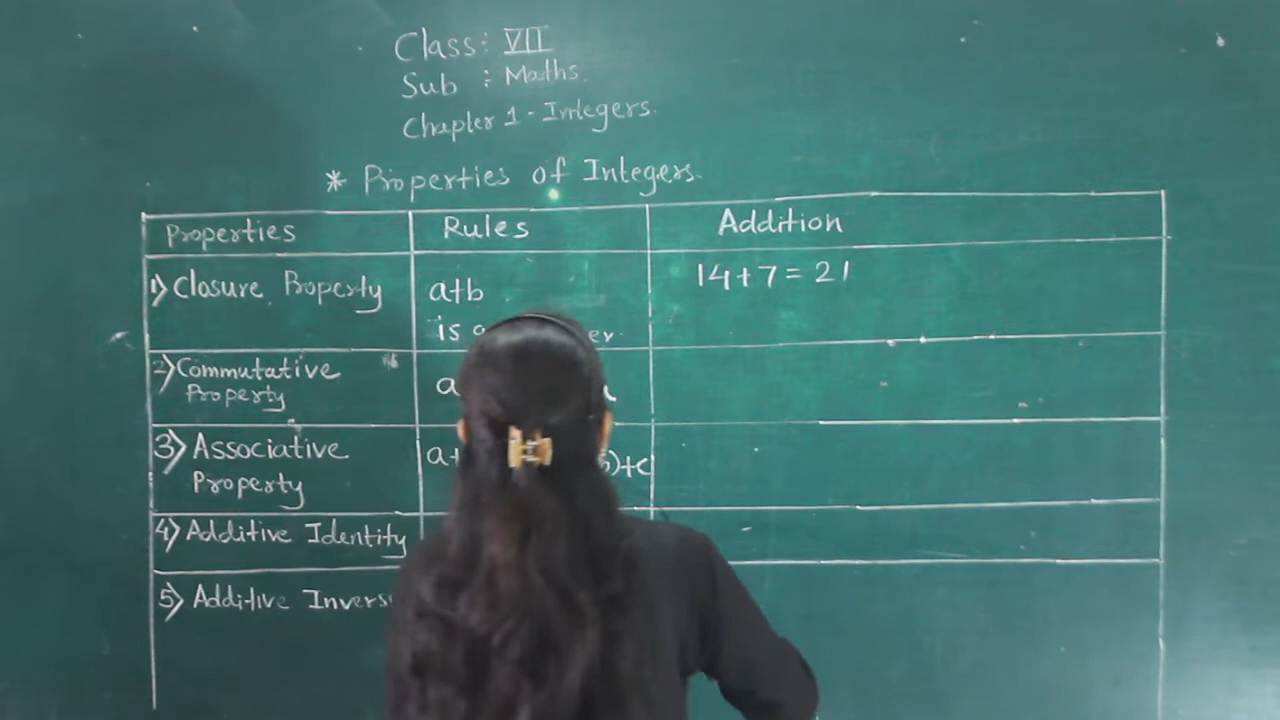 Class: VII
Sub : Maths.
Chapter 1 - Integers.
* Properties of Integers.
Properties Rules Addition
1) Closure Property a+b 14+7=21
is
2) Commutative
Property
3) Associative
Property
4) Additive Identity
5) Additive